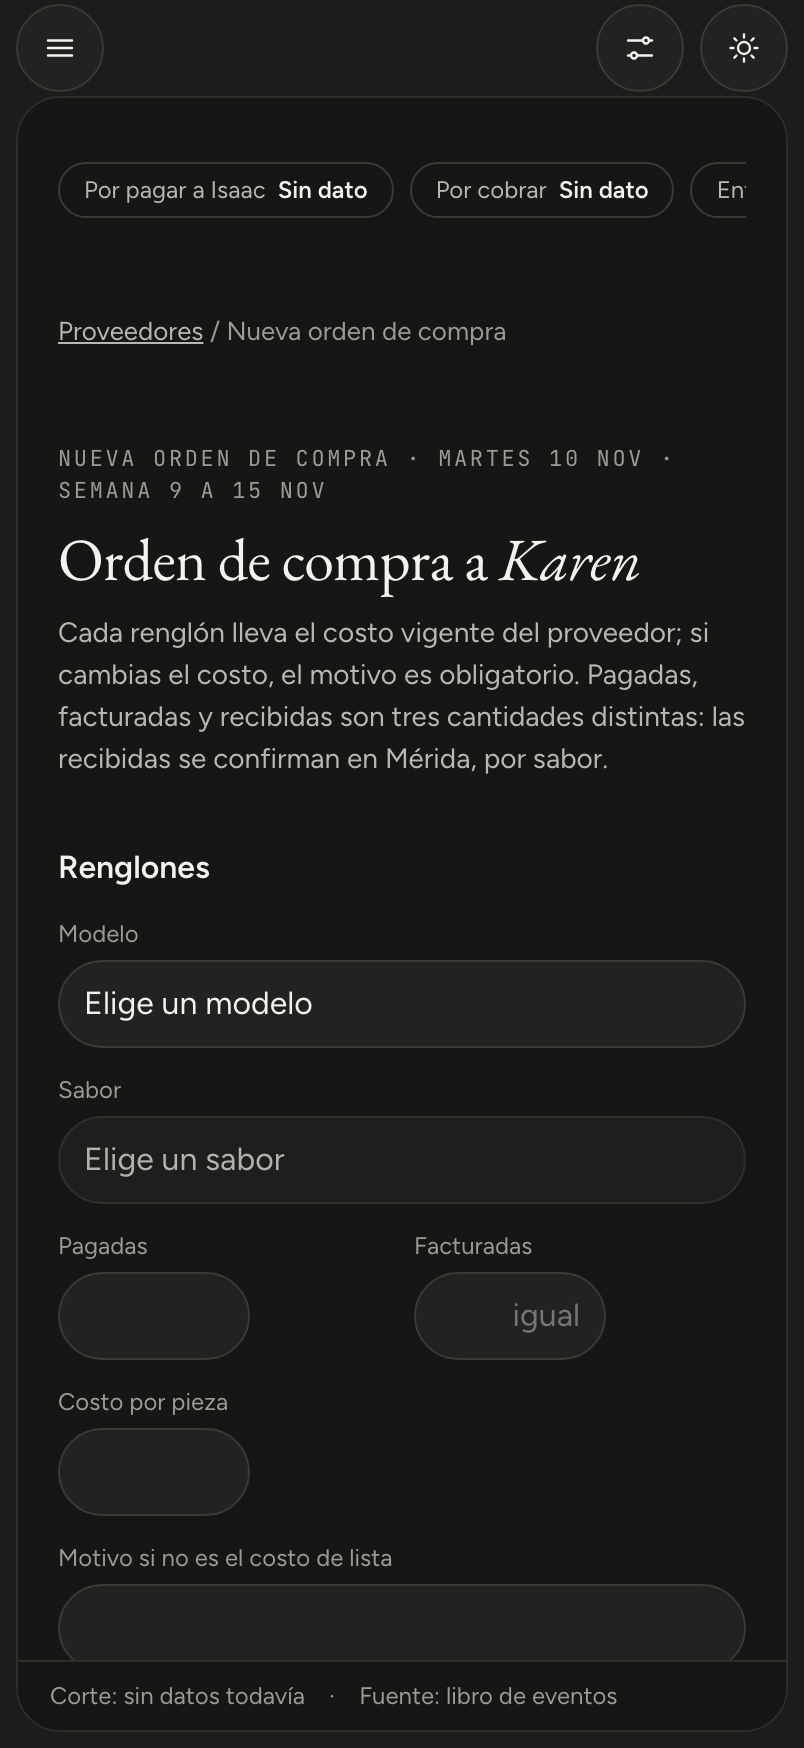 Por pagar a Isaac Sin dato
Por cobrar Sin dato
Proveedores / Nueva orden de compra
NUEVA ORDEN DE COMPRA · MARTES 10 NOV ·
SEMANA 9 A 15 NOV
Orden de compra a Karen
Cada renglón lleva el costo vigente del proveedor; si
cambias el costo, el motivo es obligatorio. Pagadas,
facturadas y recibidas son tres cantidades distintas: las
recibidas se confirman en Mérida, por sabor.
Renglones
Modelo
Elige un modelo
Sabor
Elige un sabor
Pagadas
Facturadas
igual
Costo por pieza
Motivo si no es el costo de lista
Corte: sin datos todavía · Fuente: libro de eventos